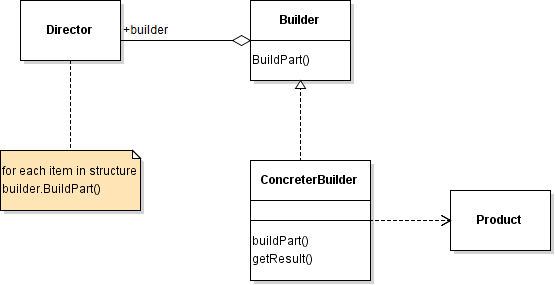 Director
+builder
Builder
BuildPart()
for each item in structure
builder.BuildPart()
ConcreterBuilder
buildPart()
getResult()
Product